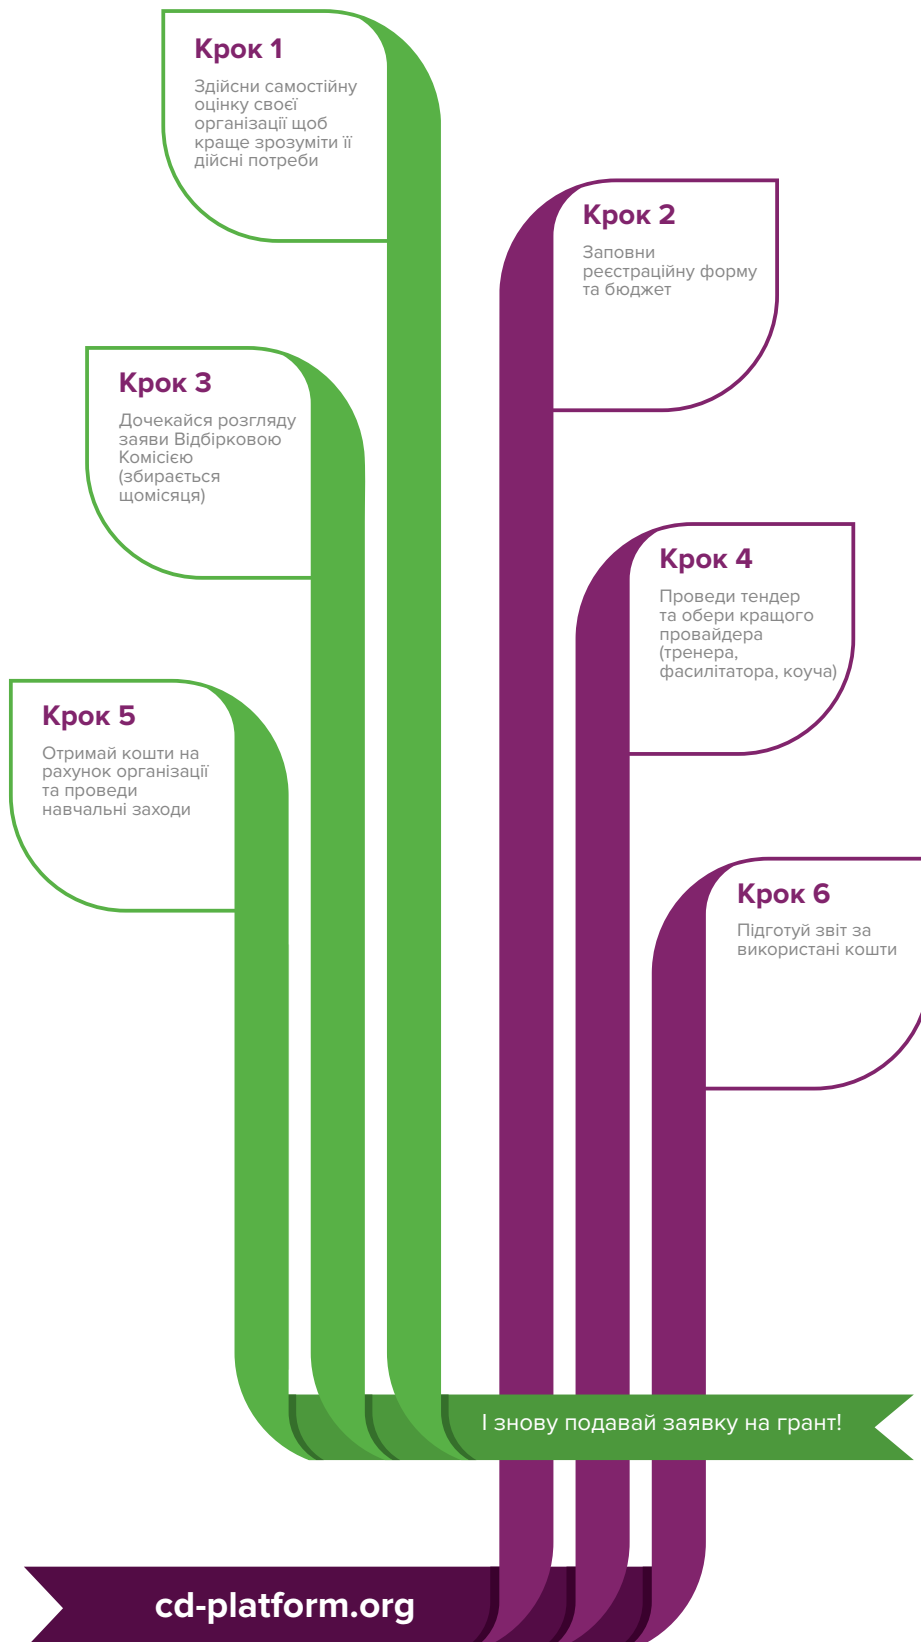 Крок 1
Здійсни самостійну
оцінку своєї
організації щоб
краще зрозуміти її
дійсні потреби
Крок 2
Заповни
реєстраційну форму
та бюджет
Крок 3
Дочекайся розгляду
заяви Відбірковою
Комісією
(збирається
щомісяця)
Крок 4
Проведи тендер
та обери кращого
провайдера
(тренера,
фасилітатора, коуча)
Крок 5
Отримай кошти на
рахунок організації
та проведи
навчальні заходи
Крок 6
Підготуй звіт за
використані кошти
І знову подавай заявку на грант!
cd-platform.org